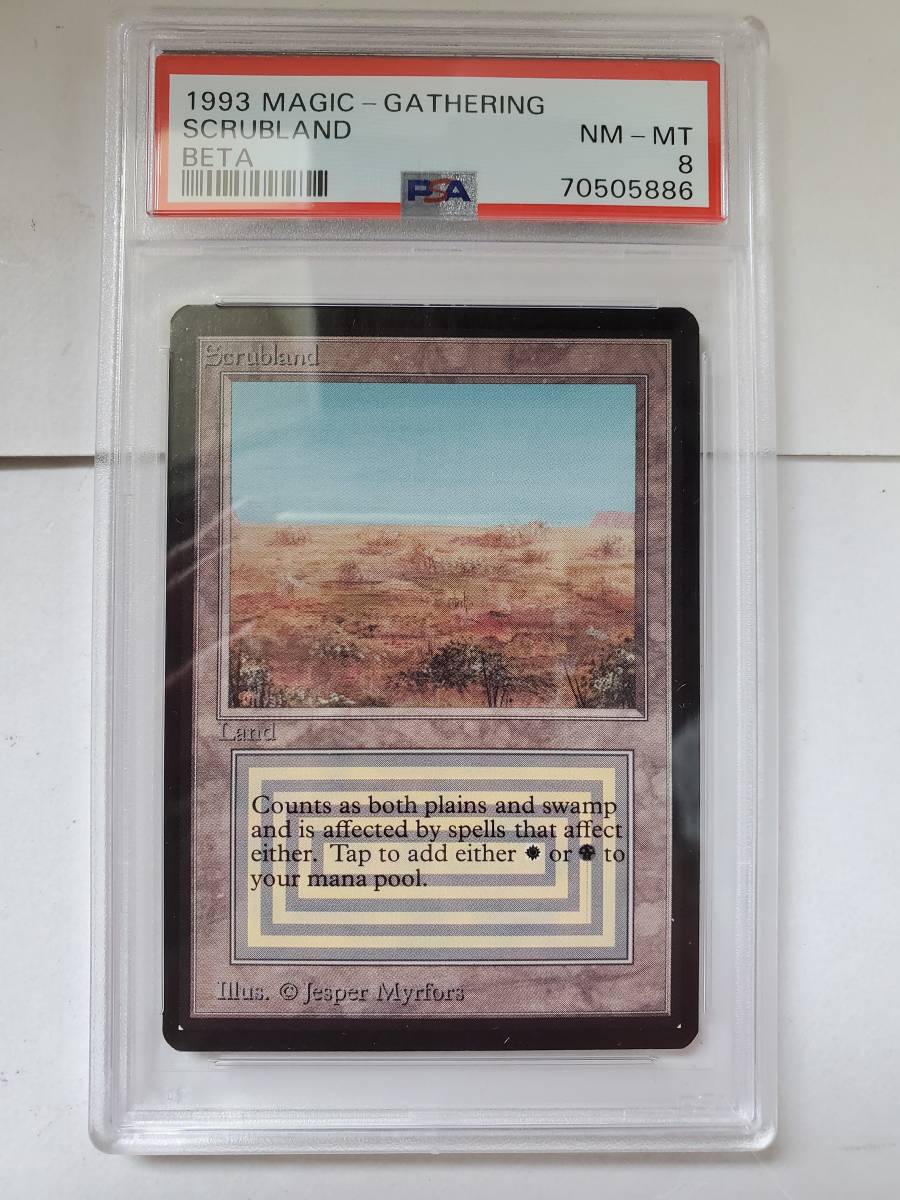 1993 MAGIC – GATHERING
SCRUBLAND
NM – MT
BETA
8
PSA
70505886
Scrubland
Land
Counts as both plains and swamp
and is affected by spells that affect
either. Tap to add either or to
your mana pool.
Illus. © Jesper Myrfors